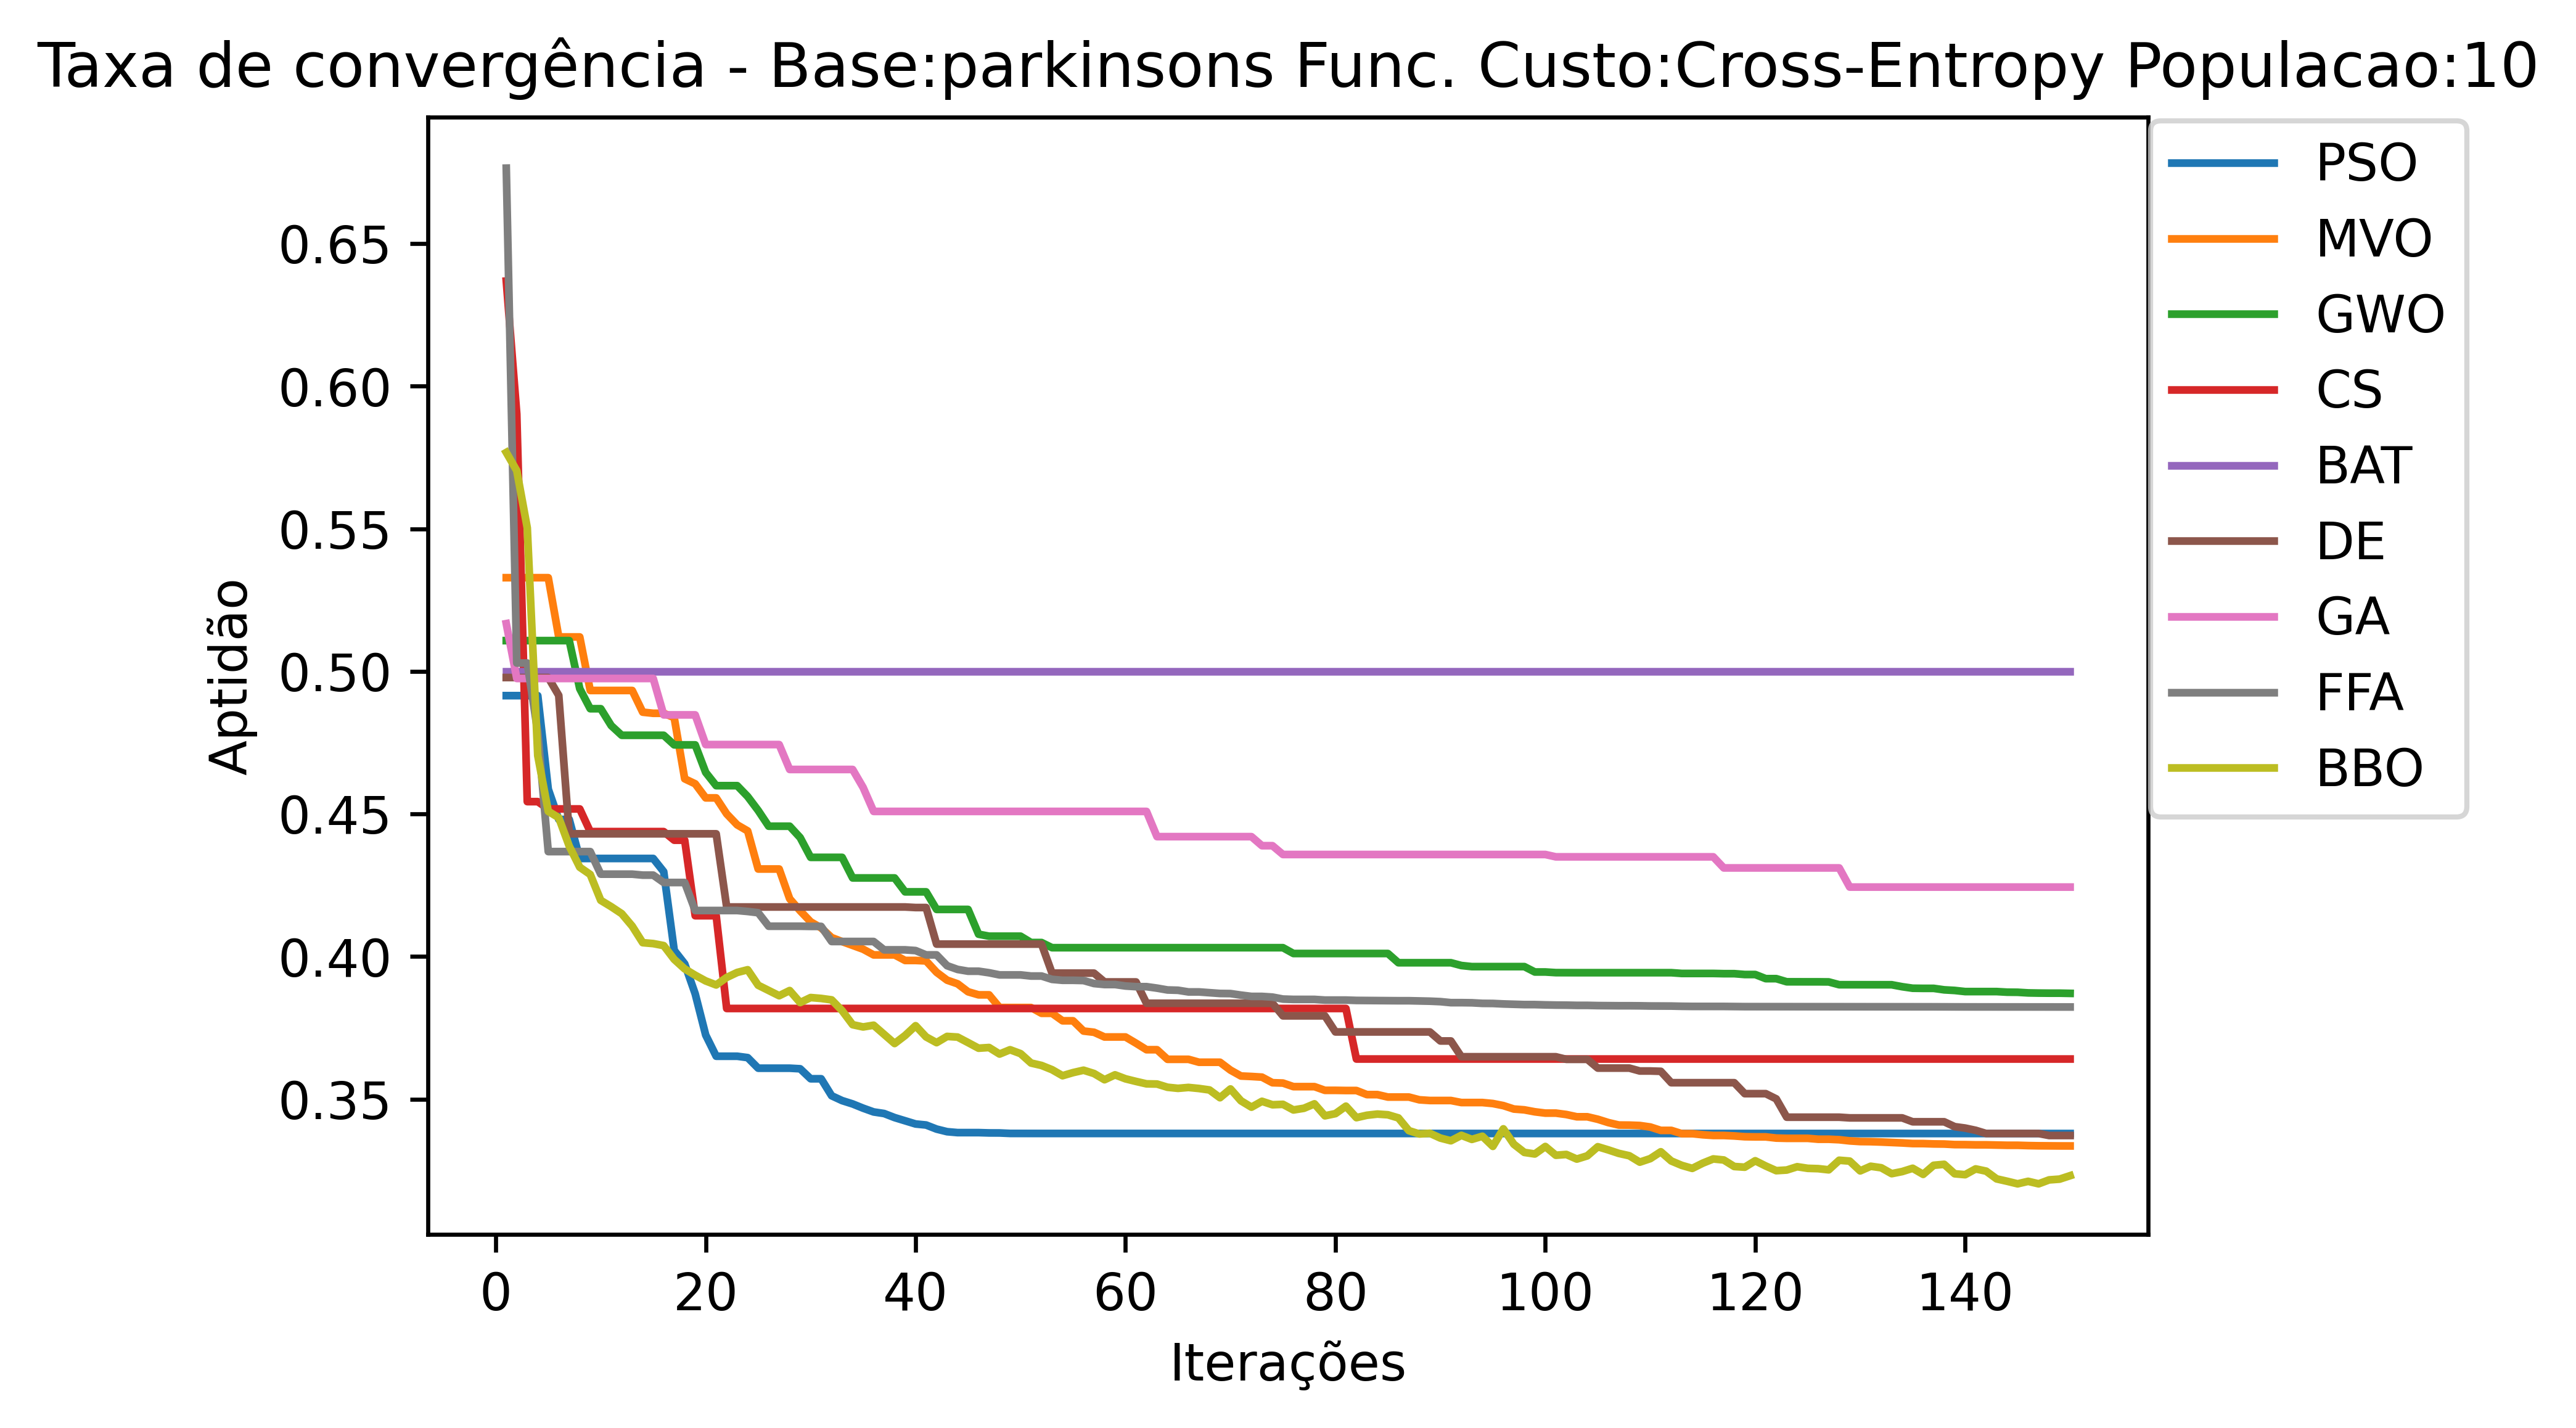 Taxa de convergência - Base:parkinsons Func. Custo:Cross-Entropy Populacao:10
Aptidão
0.65
0.60
0.55
0.50
0.45
0.40
0.35
0
20
40
60
80
100
120
140
Iterações
PSO
MVO
GWO
CS
BAT
DE
GA
FFA
BBO